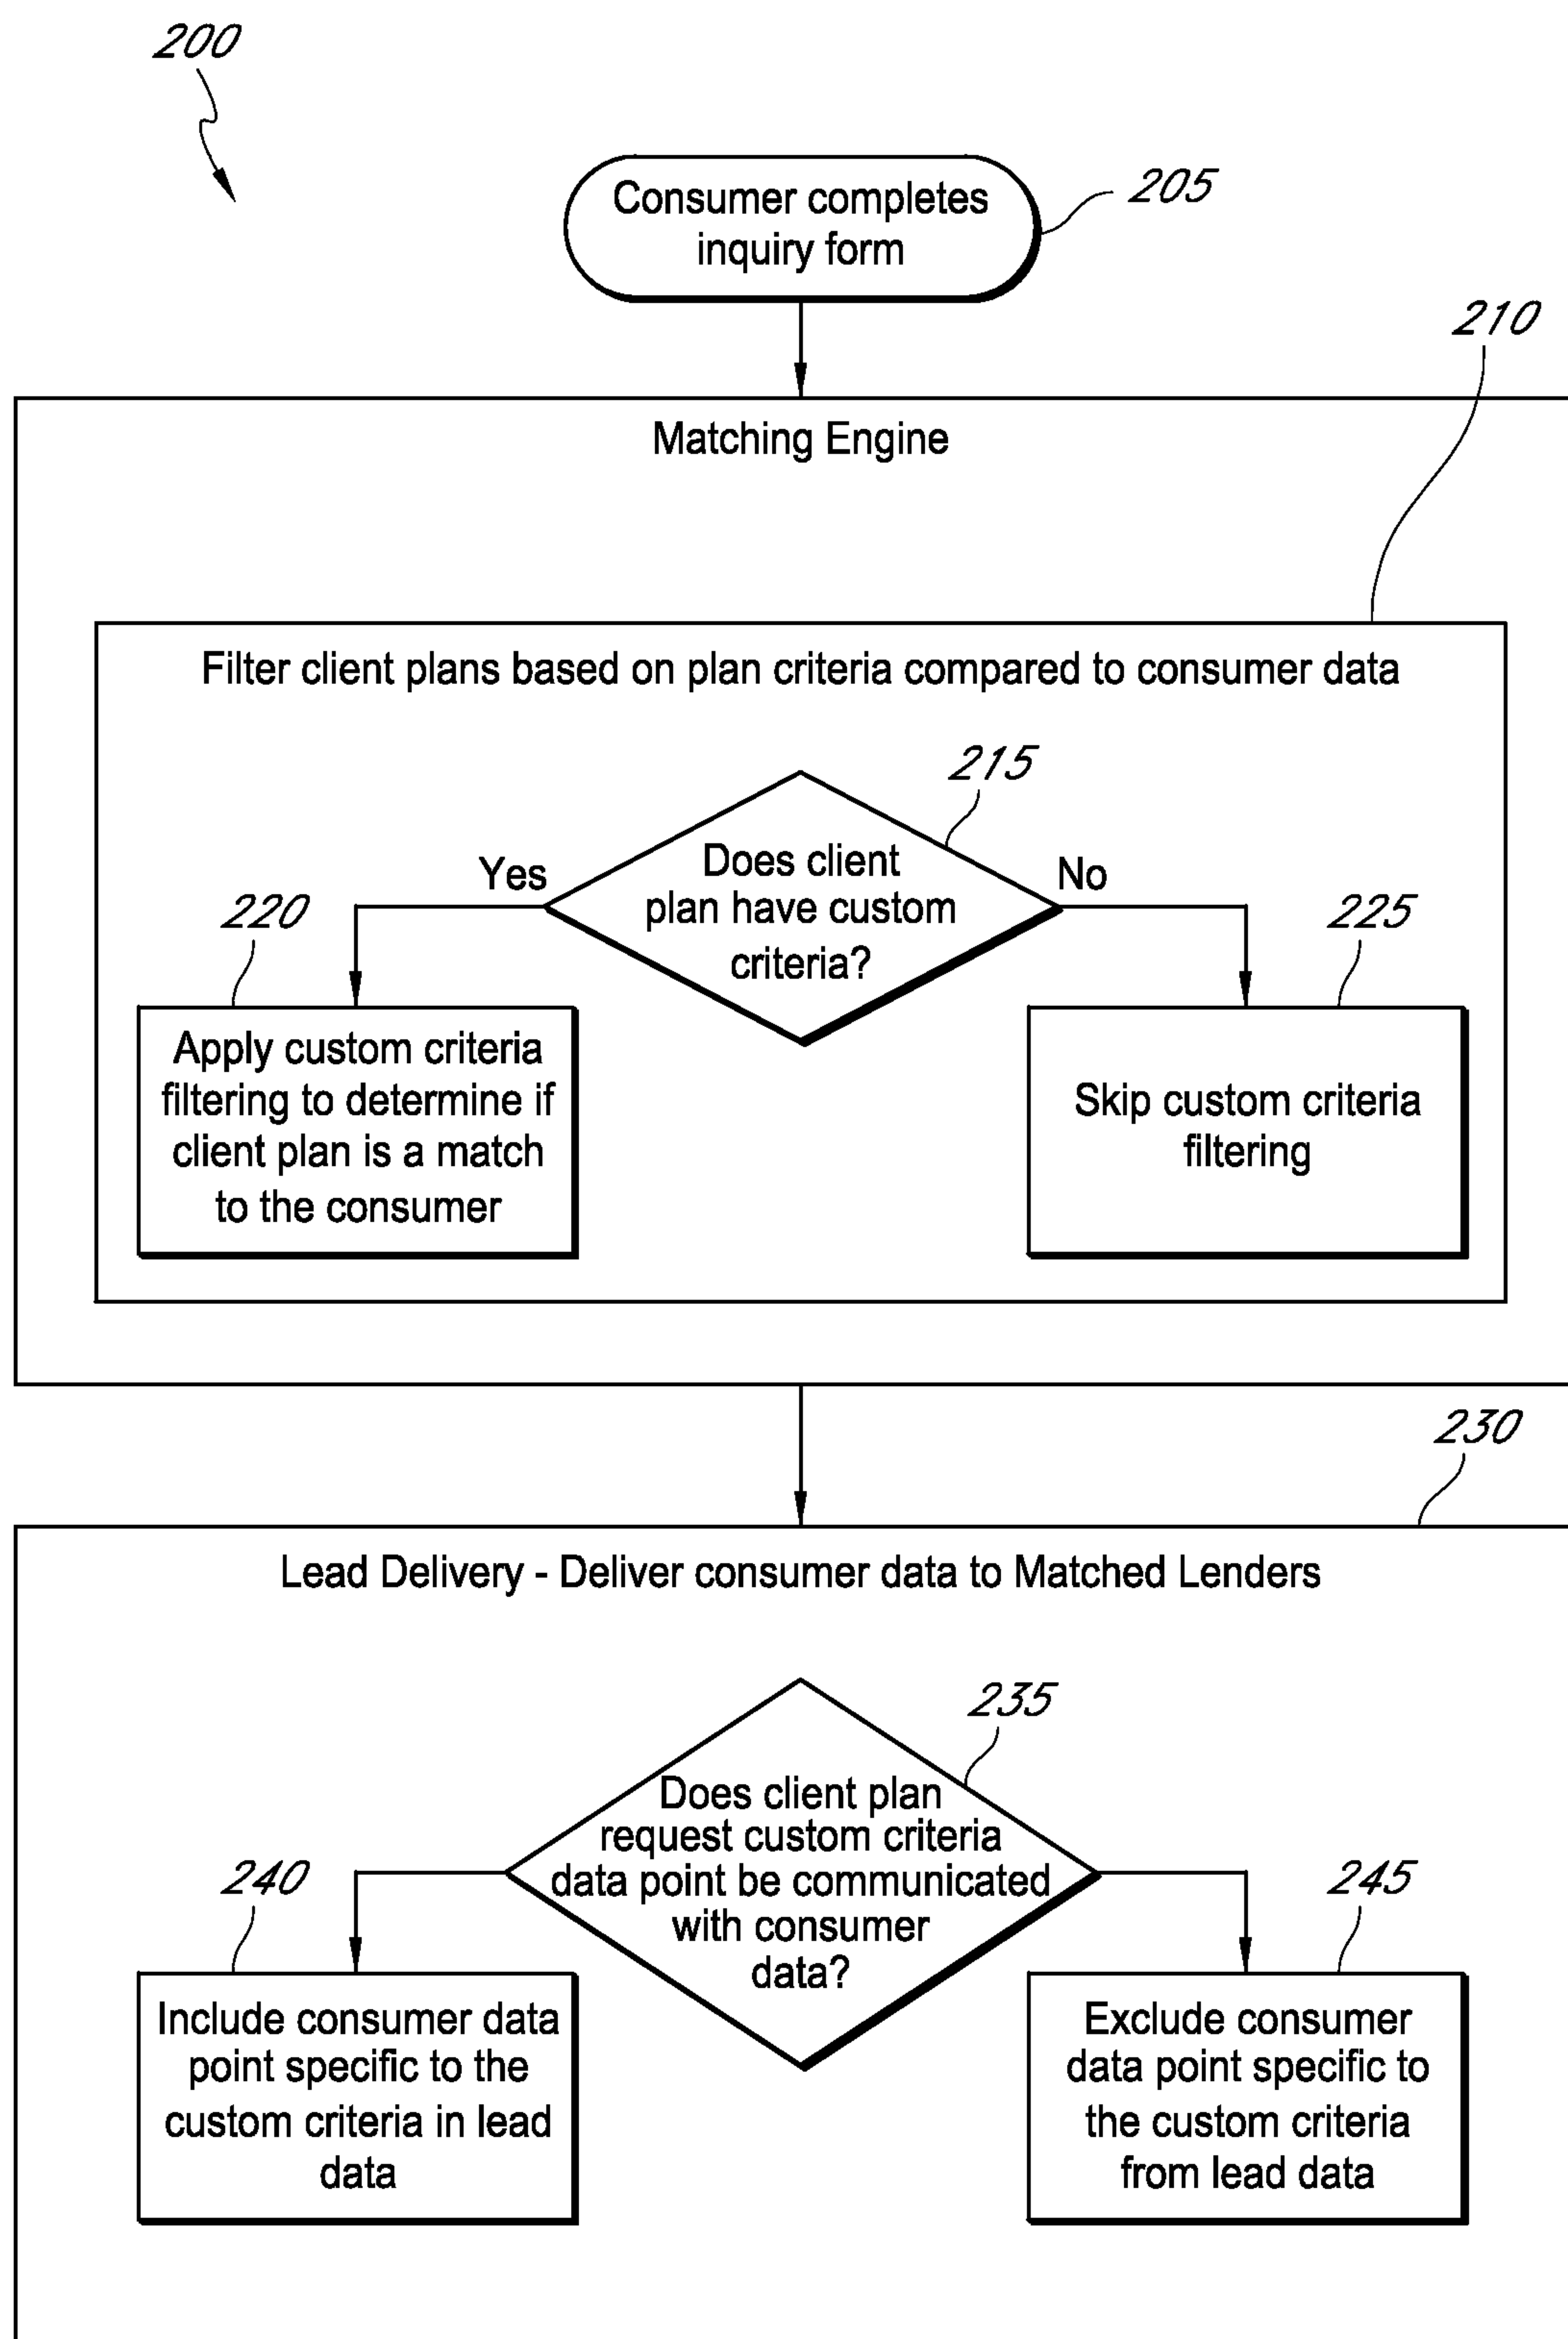 200
Consumer completes
inquiry form
205
210
Matching Engine
Filter client plans based on plan criteria compared to consumer data
215
Does client
plan have custom
criteria?
Yes
No
220
225
Apply custom criteria
filtering to determine if
client plan is a match
to the consumer
Skip custom criteria
filtering
230
Lead Delivery - Deliver consumer data to Matched Lenders
235
Does client plan
request custom criteria
data point be communicated
with consumer
data?
240
245
Include consumer data
point specific to the
custom criteria in lead
data
Exclude consumer
data point specific to
the custom criteria
from lead data